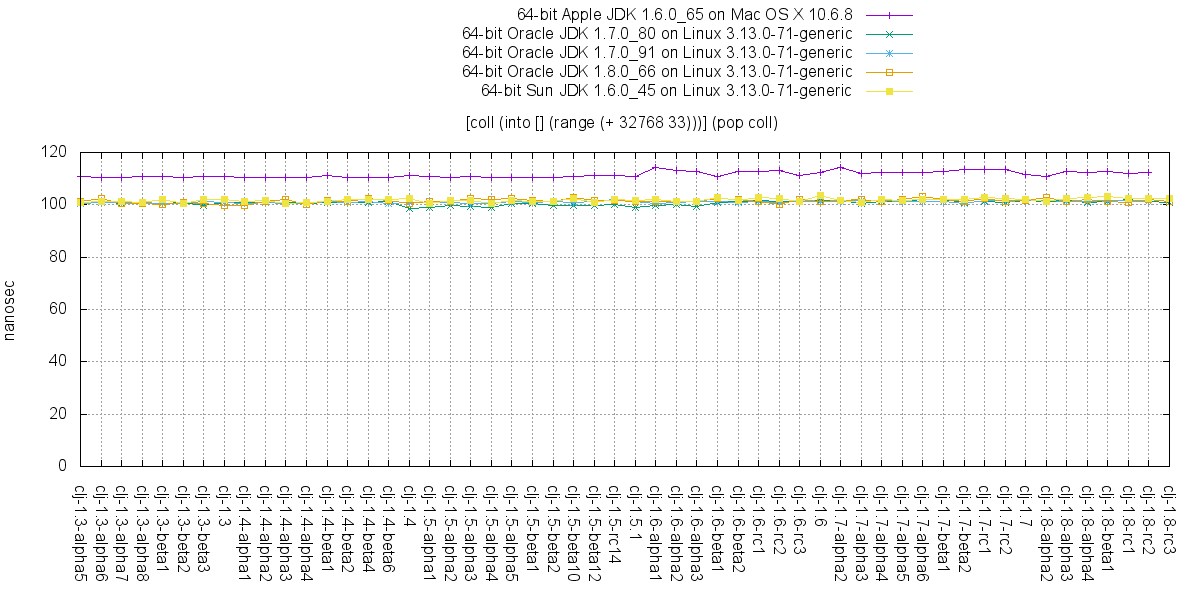 64-bit Apple JDK 1.6.0_65 on Mac OS X 10.6.8
64-bit Oracle JDK 1.7.0_80 on Linux 3.13.0-71-generic
64-bit Oracle JDK 1.7.0_91 on Linux 3.13.0-71-generic
64-bit Oracle JDK 1.8.0_66 on Linux 3.13.0-71-generic
64-bit Sun JDK 1.6.0_45 on Linux 3.13.0-71-generic
[coll (into [] (range (+ 32768 33)))] (pop coll)
120
100
80
60
40
20
0
nanosec
clj-1.3-alpha5
clj-1.3-alpha6
clj-1.3-alpha7
clj-1.3-alpha8
clj-1.3-beta1
clj-1.3-beta2
clj-1.3-beta3
clj-1.3
clj-1.4-alpha1
clj-1.4-alpha2
clj-1.4-alpha3
clj-1.4-alpha4
clj-1.4-beta1
clj-1.4-beta2
clj-1.4-beta4
clj-1.4-beta6
clj-1.4
clj-1.5-alpha1
clj-1.5-alpha2
clj-1.5-alpha3
clj-1.5-alpha4
clj-1.5-alpha5
clj-1.5-beta1
clj-1.5-beta2
clj-1.5-beta10
clj-1.5-beta12
clj-1.5-rc14
clj-1.5.1
clj-1.6-alpha1
clj-1.6-alpha2
clj-1.6-alpha3
clj-1.6-beta1
clj-1.6-beta2
clj-1.6-rc1
clj-1.6-rc2
clj-1.6-rc3
clj-1.6
clj-1.7-alpha2
clj-1.7-alpha3
clj-1.7-alpha4
clj-1.7-alpha5
clj-1.7-alpha6
clj-1.7-beta1
clj-1.7-beta2
clj-1.7-rc1
clj-1.7-rc2
clj-1.7
clj-1.8-alpha2
clj-1.8-alpha3
clj-1.8-alpha4
clj-1.8-beta1
clj-1.8-rc1
clj-1.8-rc2
clj-1.8-rc3